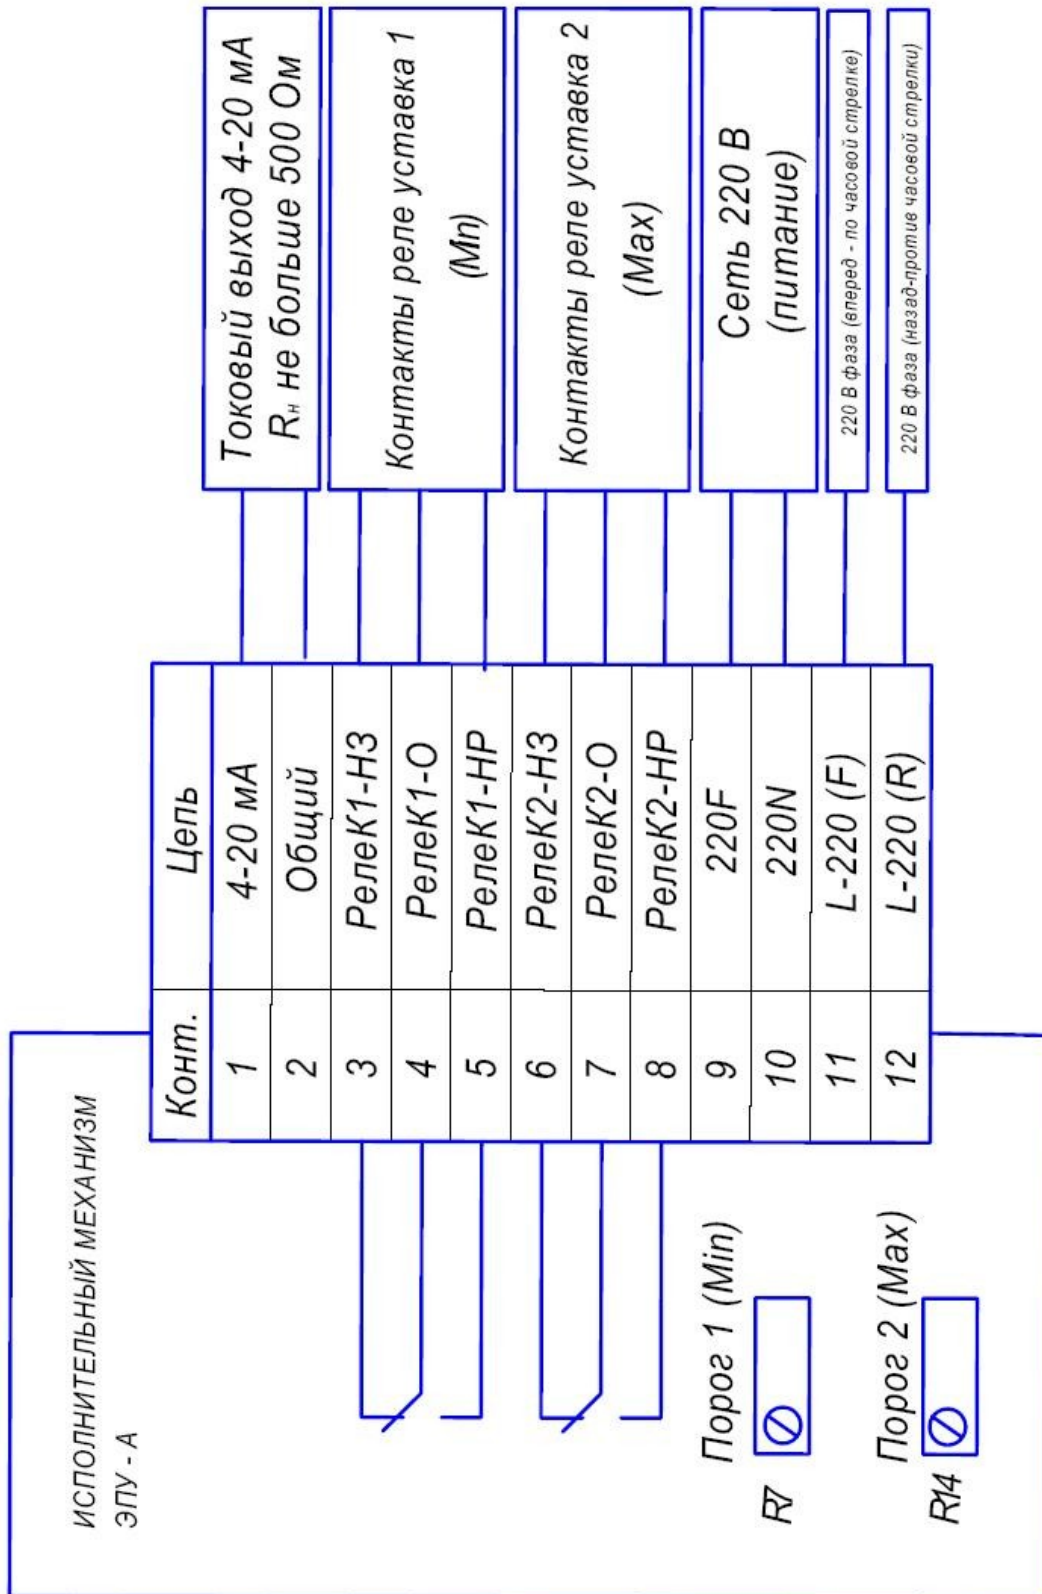 ИСПОЛНИТЕЛЬНЫЙ МЕХАНИЗМ
ЭПУ - А
Конт. Цепь
1 4-20 мА
2 Общий
3 РелеК1-НЗ
4 РелеК1-О
5 РелеК1-НР
6 РелеК2-НЗ
7 РелеК2-О
8 РелеК2-НР
9 220F
10 220N
11 L-220 (F)
12 L-220 (R)
Токовый выход 4-20 мА
Rн не больше 500 Ом
Контакты реле уставка 1
(Min)
Контакты реле уставка 2
(Max)
Сеть 220 В
(питание)
220 В фаза (вперед - по часовой стрелке)
220 В фаза (назад-против часовой стрелки)
Порог 1 (Min)
R7
Порог 2 (Max)
R14